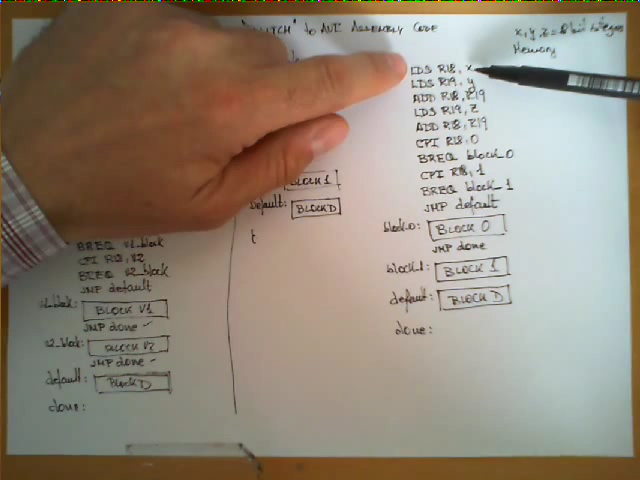 to AVR ASSEMBLY CODE
x, y, z = 8 bit integers
Memory
LDS R18, x
LDS R19, y
ADD R18, R19
LDS R19, z
ADD R18, R19
CPI R18, 0
BREQ block_0
CPI R18, 1
BREQ block_1
JMP default
block_0: BLOCK 0
JMP done
block_1: BLOCK 1
default: BLOCK D
done:
BLOCK 1
Default: BLOCK D
BREQ v1_block
CPI R18, V2
BREQ v2_block
JMP default
v1_block: BLOCK V1
JMP done
v2_block: BLOCK V2
JMP done
default: BLOCK D
done: